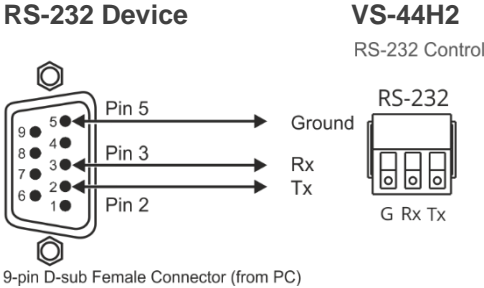 RS-232 Device
VS-44H2
RS-232 Control
RS-232
Pin 5
Ground
Pin 3
Rx
Tx
Pin 2
5
9
4
8
3
7
2
6
1
G Rx Tx
9-pin D-sub Female Connector (from PC)